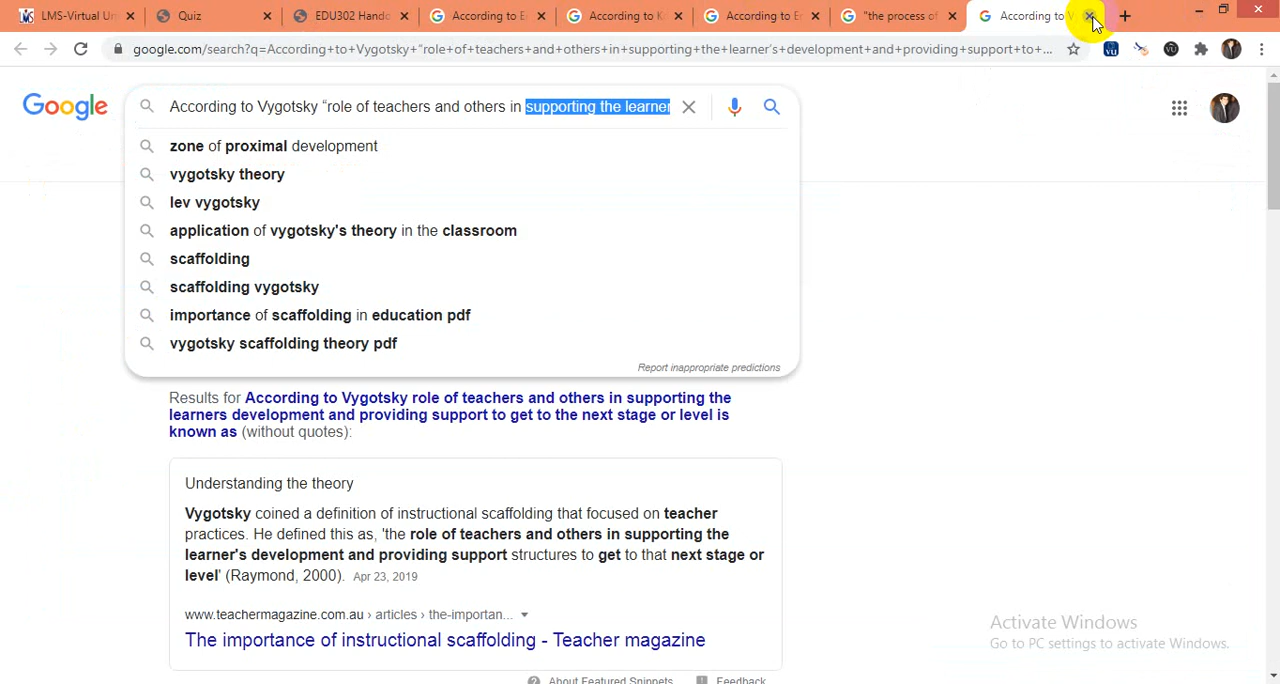 LMS-Virtual Un
Quiz
EDU302 Hando
According to E
According to K
According to E
"the process of
According to V
google.com/search?q=According+to+Vygotsky+"role+of+teachers+and+others+in+supporting+the+learner's+development+and+providing+support+to+...
VU
VU
Google
According to Vygotsky “role of teachers and others in supporting the learner
zone of proximal development
vygotsky theory
lev vygotsky
application of vygotsky's theory in the classroom
scaffolding
scaffolding vygotsky
importance of scaffolding in education pdf
vygotsky scaffolding theory pdf
Report inappropriate predictions
Results for According to Vygotsky role of teachers and others in supporting the
learners development and providing support to get to the next stage or level is
known as (without quotes):
Understanding the theory
Vygotsky coined a definition of instructional scaffolding that focused on teacher
practices. He defined this as, 'the role of teachers and others in supporting the
learner's development and providing support structures to get to that next stage or
level' (Raymond, 2000). Apr 23, 2019
www.teachermagazine.com.au › articles › the-importan...
The importance of instructional scaffolding - Teacher magazine
About Featured Snippets
Feedback
Activate Windows
Go to PC settings to activate Windows.